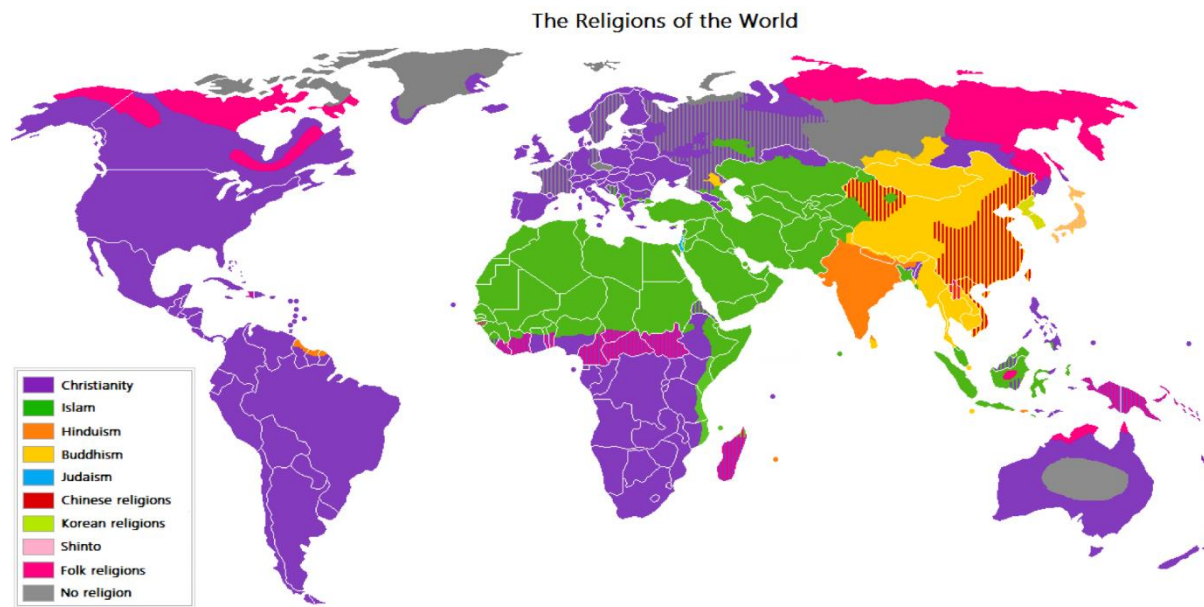 The Religions of the World
Christianity
Islam
Hinduism
Buddhism
Judaism
Chinese religions
Korean religions
Shinto
Folk religions
No religion